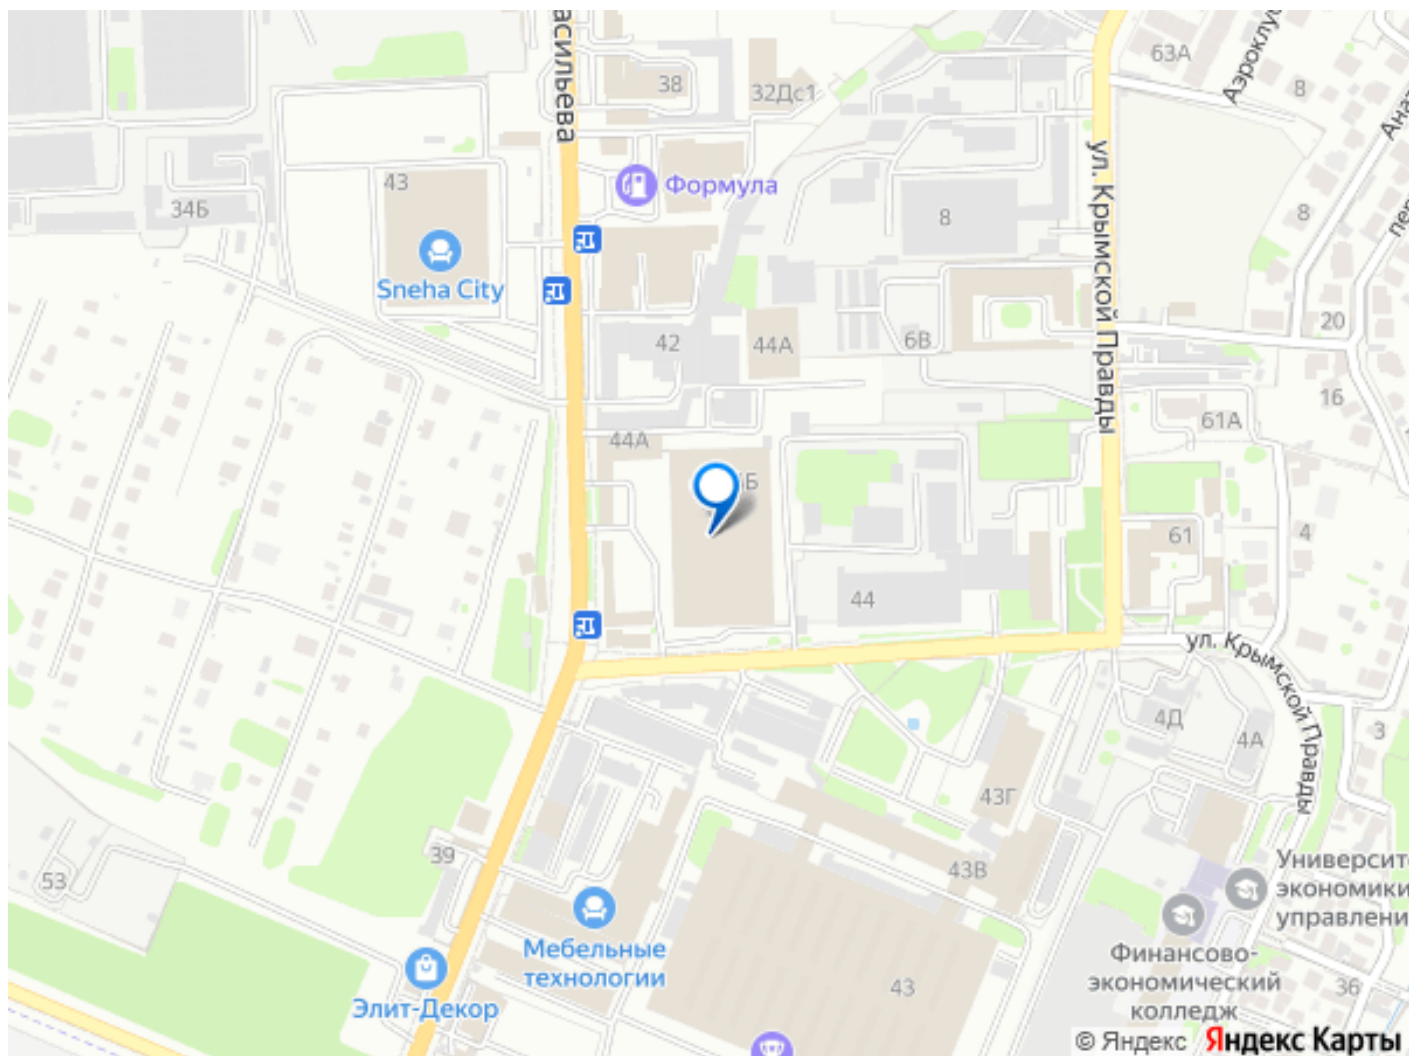 асильева
38
32Дс1
63А
Аэроклу
8
43
34Б
Формула
ул. Крымской Правды
8
8
Sneha City
42
44А
6В
20
16
61А
44А
Б
61
4
44
ул. Крымской Правды
4Д
4А
3
43Г
39
43В
53
Университ
экономики
управлени
Мебельные
технологии
Финансово-
экономический
колледж
Элит-Декор
43
36
© Яндекс Яндекс Карты